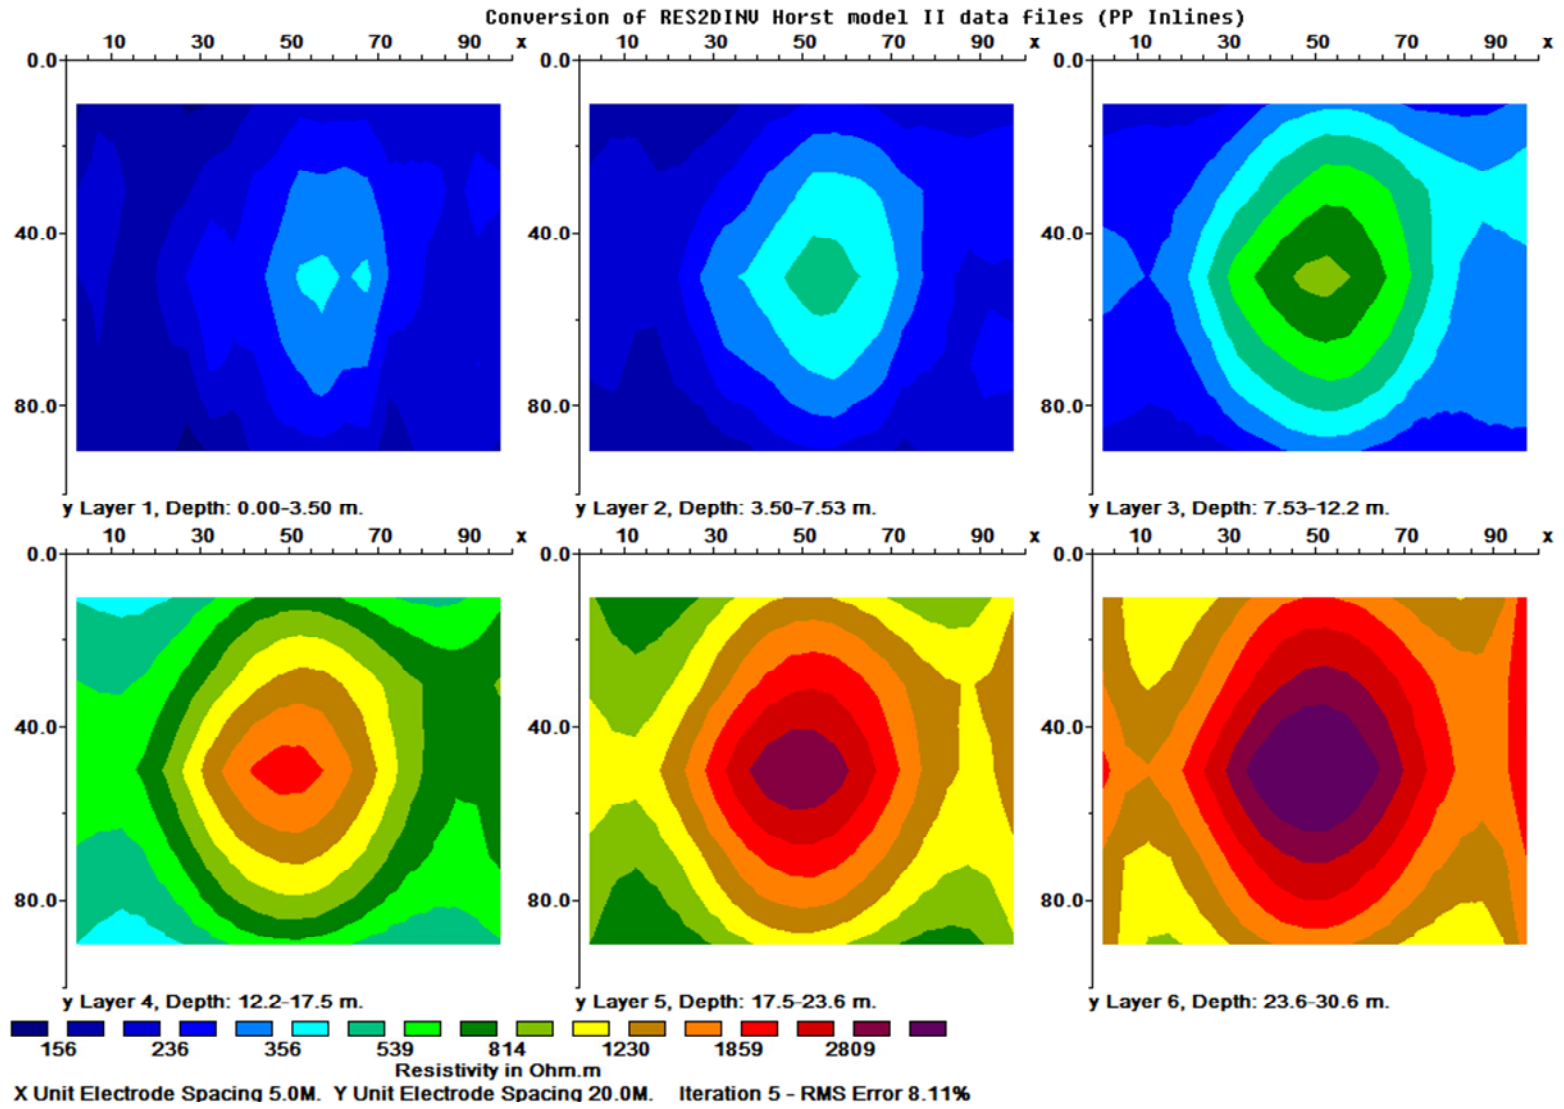 Conversion of RES2DINV Horst model II data files (PP Inlines)
10 30 50 70 90 x 10 30 50 70 90 x 10 30 50 70 90 x
0.0 0.0 0.0
40.0 40.0 40.0
80.0 80.0 80.0
y Layer 1, Depth: 0.00-3.50 m. y Layer 2, Depth: 3.50-7.53 m. y Layer 3, Depth: 7.53-12.2 m.
10 30 50 70 90 x 10 30 50 70 90 x 10 30 50 70 90 x
0.0 0.0 0.0
40.0 40.0 40.0
80.0 80.0 80.0
y Layer 4, Depth: 12.2-17.5 m. y Layer 5, Depth: 17.5-23.6 m. y Layer 6, Depth: 23.6-30.6 m.
156 236 356 539 814 1230 1859 2809
Resistivity in Ohm.m
X Unit Electrode Spacing 5.0M. Y Unit Electrode Spacing 20.0M. Iteration 5 - RMS Error 8.11%